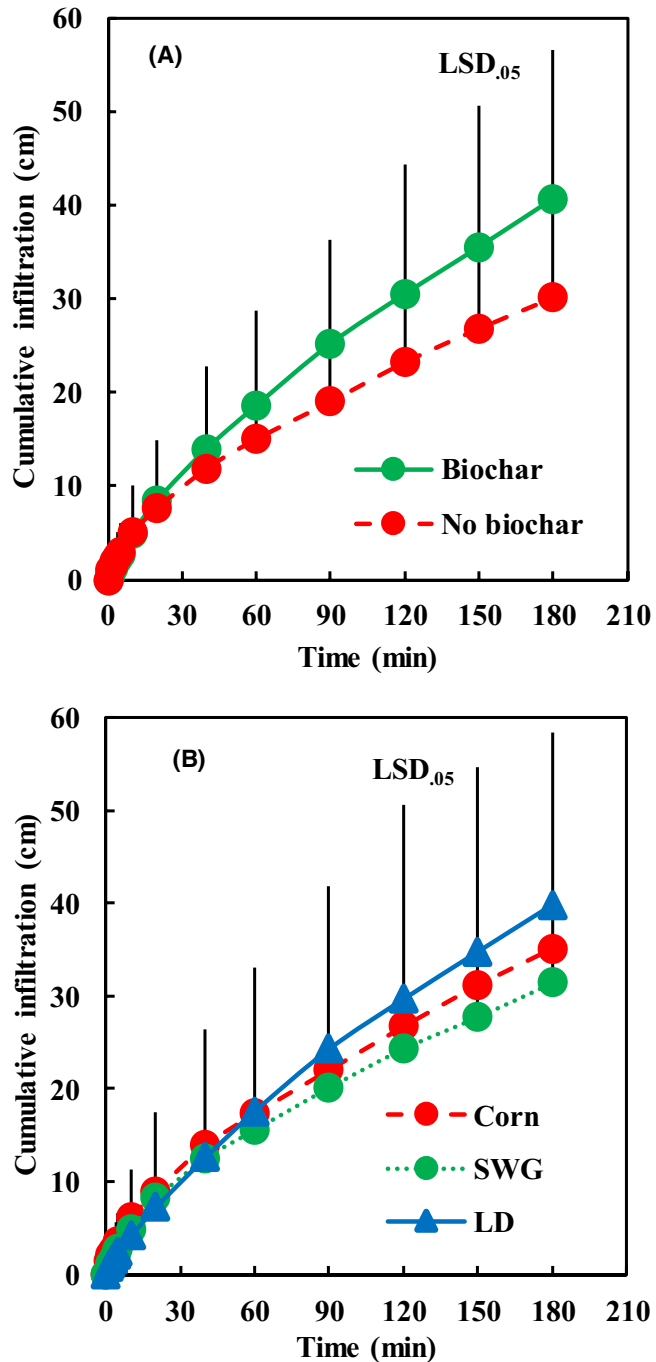 60
(A)
LSD.05
50
40
30
20
10
0
Cumulative infiltration (cm)
Biochar
No biochar
0 30 60 90 120 150 180 210
Time (min)
60
(B)
LSD.05
50
40
30
20
10
0
Cumulative infiltration (cm)
Corn
SWG
LD
0 30 60 90 120 150 180 210
Time (min)